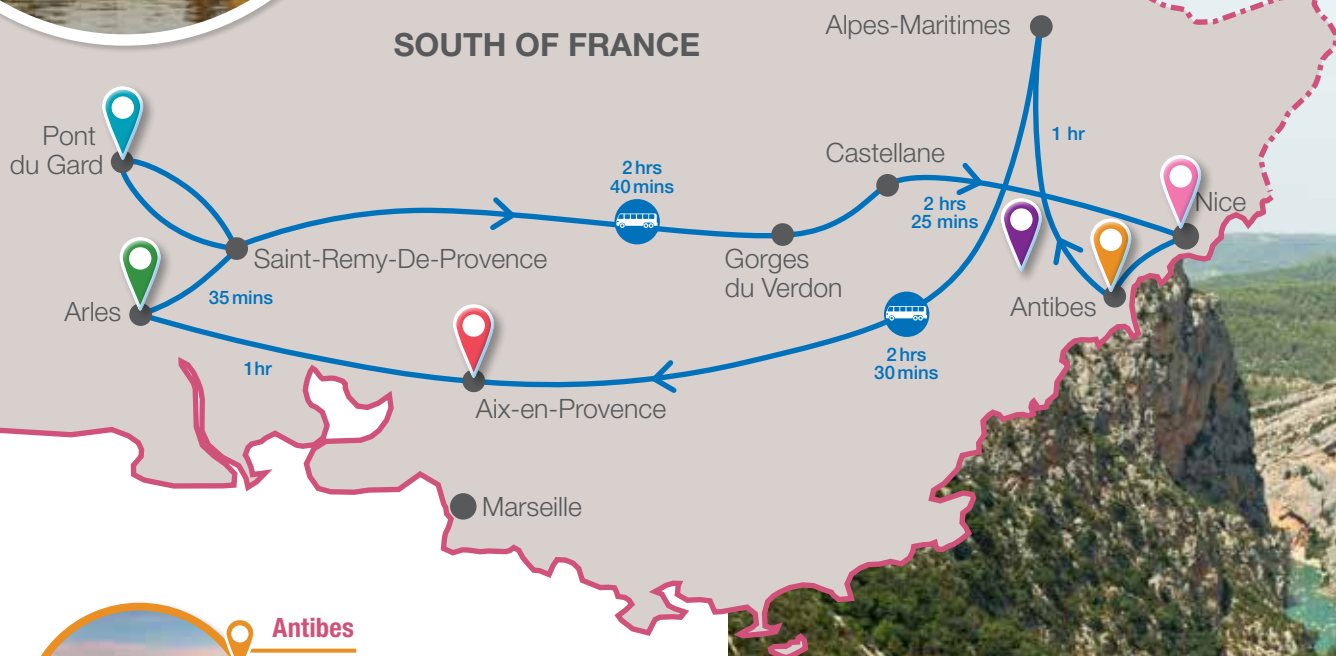 SOUTH OF FRANCE
Alpes-Maritimes
Pont
du Gard
2 hrs
40 mins
Castellane
1 hr
2 hrs
25 mins
Nice
Saint-Remy-De-Provence
Gorges
du Verdon
Arles
35 mins
Antibes
1 hr
2 hrs
30 mins
Aix-en-Provence
Marseille
Antibes